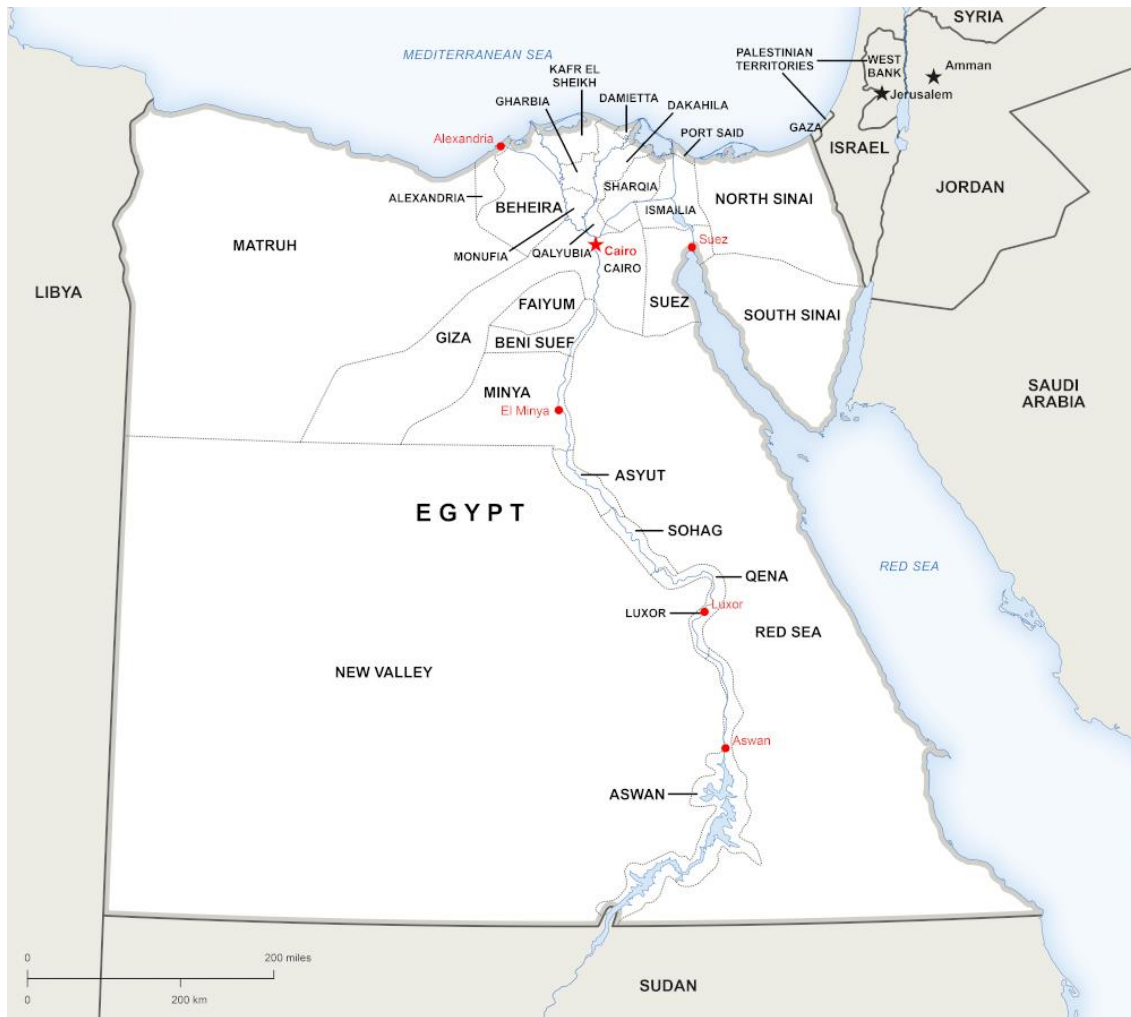 SYRIA
MEDITERRANEAN SEA
PALESTINIAN
TERRITORIES
WEST
BANK
Amman
Jerusalem
KAFR EL
SHEIKH
GHARBIA
DAMIETTA
DAKAHILA
PORT SAID
GAZA
ISRAEL
JORDAN
Alexandria
ALEXANDRIA
BEHEIRA
SHARQIA
ISMAILIA
NORTH SINAI
MATRUH
MONUFIA
QALYUBIA
Cairo
CAIRO
Suez
LIBYA
FAIYUM
SUEZ
SOUTH SINAI
GIZA
BENI SUEF
MINYA
El Minya
SAUDI
ARABIA
ASYUT
EGYPT
SOHAG
QENA
RED SEA
LUXOR
Luxor
RED SEA
NEW VALLEY
Aswan
ASWAN
0
200 miles
0
200 km
SUDAN